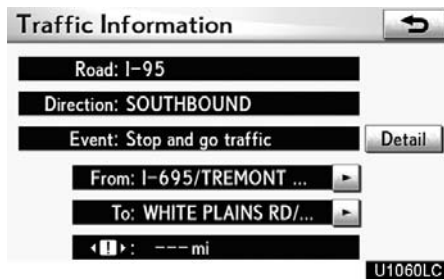 Traffic Information
Road: I-95
Direction: SOUTHBOUND
Event: Stop and go traffic
Detail
From: I-695/TREMONT ...
To: WHITE PLAINS RD/...
: --- mi
U1060LC